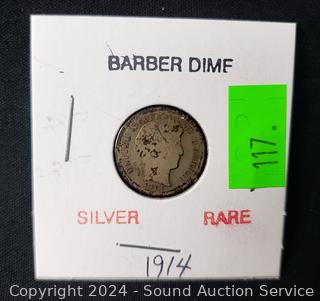 BARBER DIME
117.
SILVER RARE
1914
Copyright 2024 - Sound Auction Service